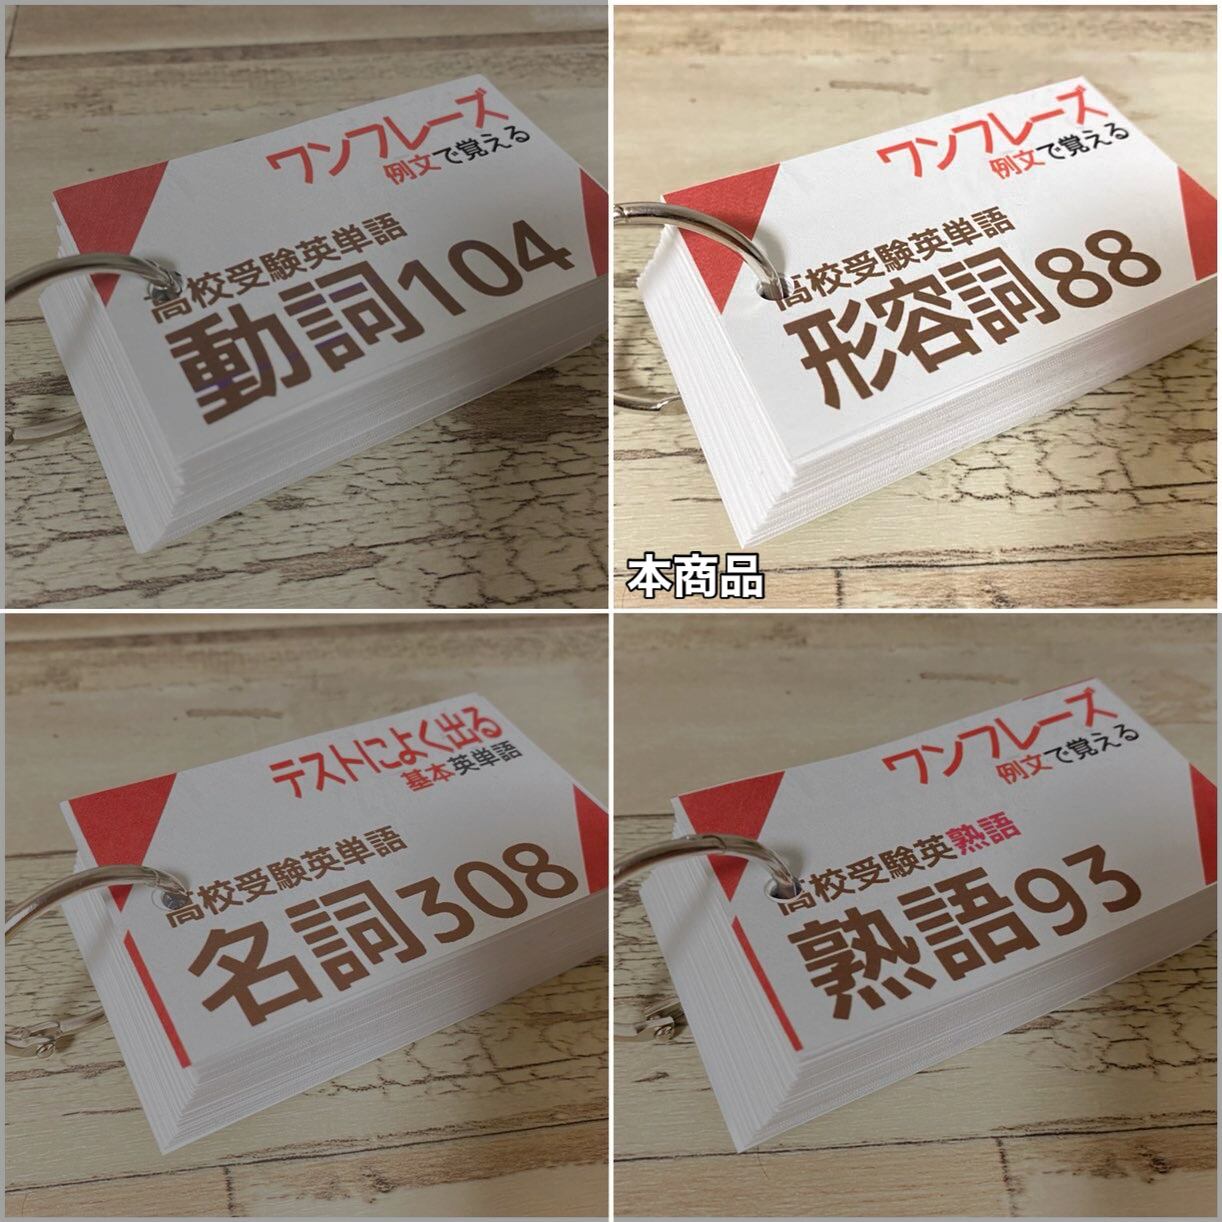 ワンフレーズ
例文で覚える
高校受験英単語
動詞104
ワンフレーズ
例文で覚える
高校受験英単語
形容詞88
本商品
テストによく出る
基本英単語
高校受験英単語
名詞308
ワンフレーズ
例文で覚える
高校受験英熟語
熟語93